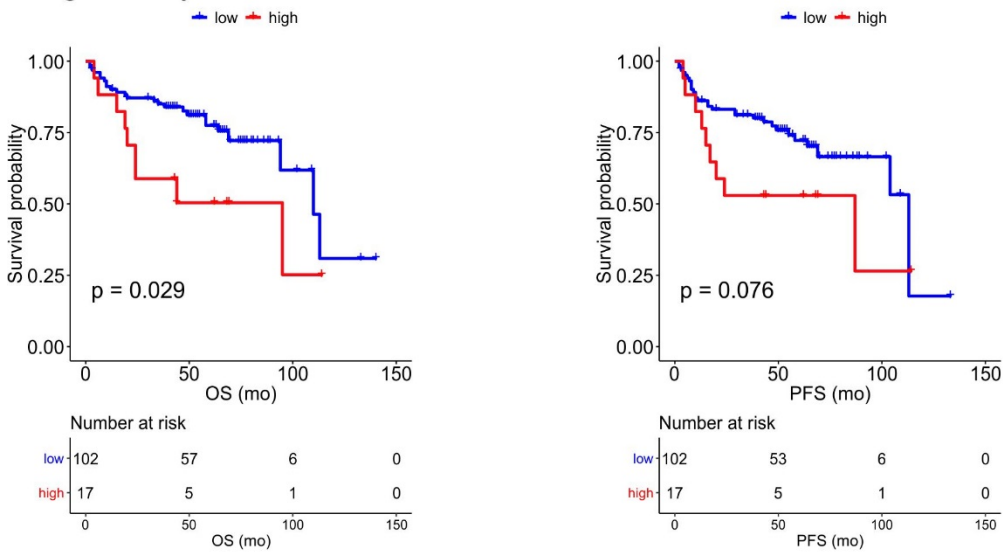 low high
1.00
0.75
0.50
0.25
0.00
Survival probability
p = 0.029
0 50 100 150
OS (mo)
Number at risk
low 102 57 6 0
high 17 5 1 0
0 50 100 150
OS (mo)
low high
1.00
0.75
0.50
0.25
0.00
Survival probability
p = 0.076
0 50 100 150
PFS (mo)
Number at risk
low 102 53 6 0
high 17 5 1 0
0 50 100 150
PFS (mo)